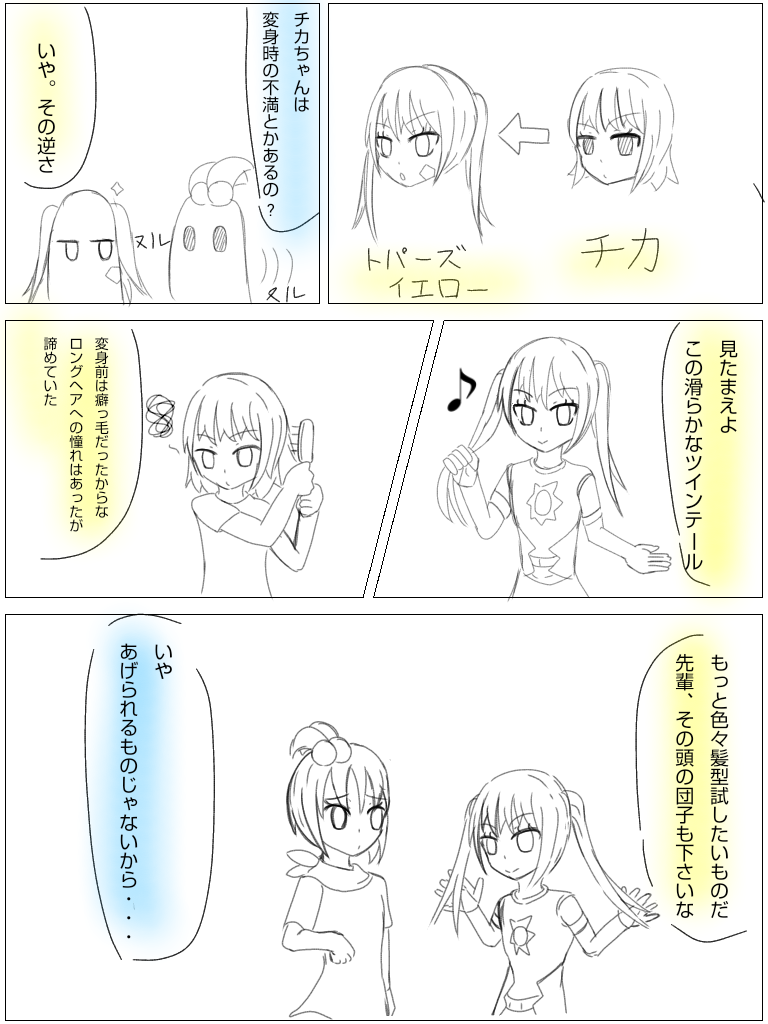 チカ
トパーズ
イエロー
チカちゃんは
変身時の不満とかあるの?
いや。その逆さ
ヌル
ヌル
見たまえよ
この滑らかなツインテール
変身前は癖っ毛だったからな
ロングヘアへの憧れはあったが
諦めていた
もっと色々髪型試したいものだ
先輩、その頭の団子も下さいな
いや
あげられるものじゃないから・・・